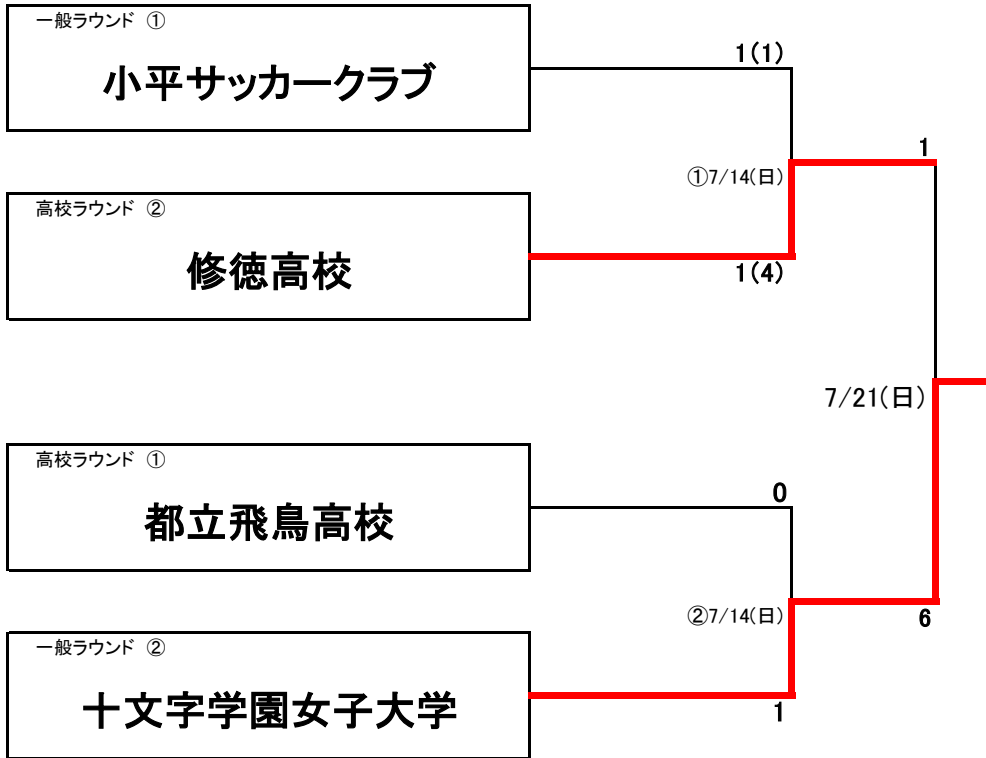 一般ラウンド ①
小平サッカークラブ
1(1)
①7/14(日)
1
高校ラウンド ②
修徳高校
1(4)
7/21(日)
高校ラウンド ①
都立飛鳥高校
0
②7/14(日)
6
一般ラウンド ②
十文字学園女子大学
1